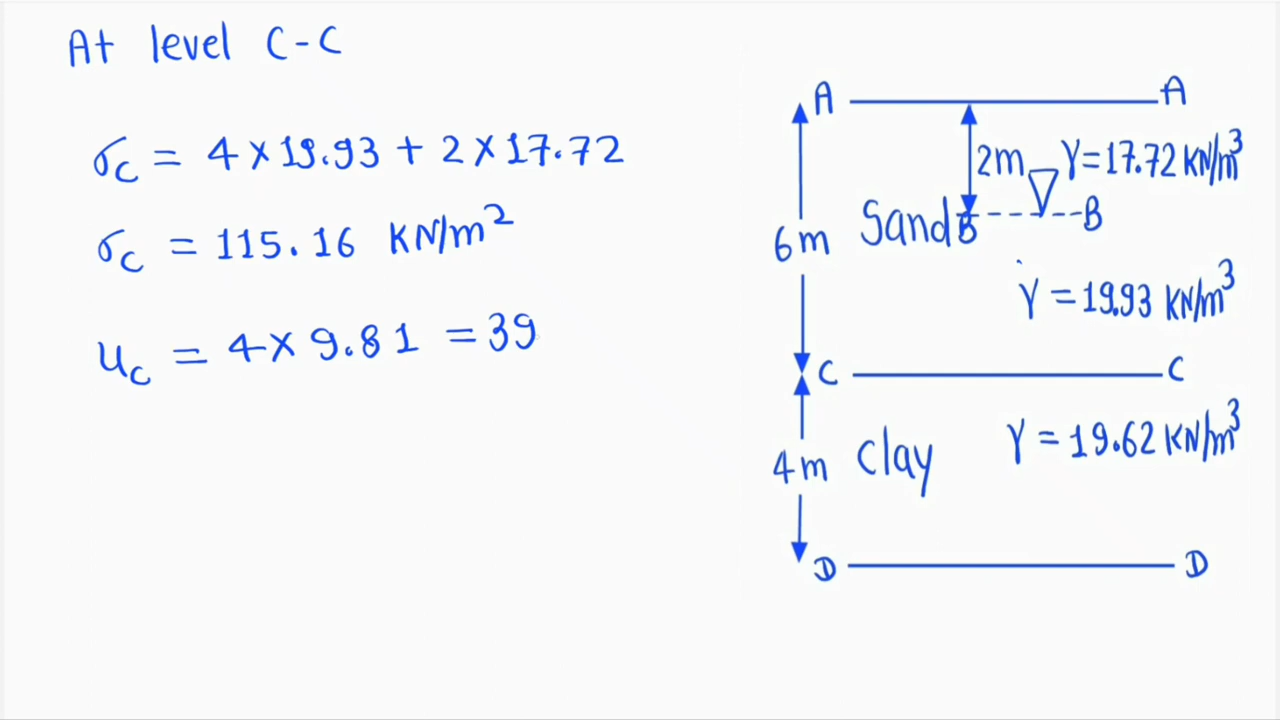 At level C-C
σc = 4 × 19.93 + 2 × 17.72
σc = 115.16 KN/m²
uc = 4 × 9.81 = 39
A A
2m γ = 17.72 KN/m³
Sand B B
6m
γ = 19.93 KN/m³
C C
4m Clay γ = 19.62 KN/m³
D D